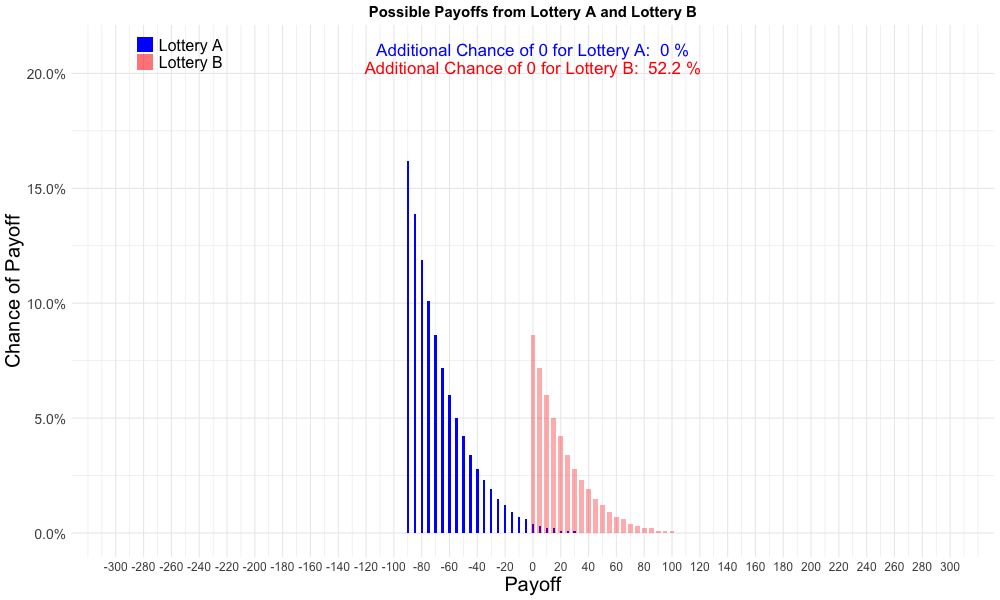 Possible Payoffs from Lottery A and Lottery B
Lottery A
Lottery B
Additional Chance of 0 for Lottery A:  0 %
Additional Chance of 0 for Lottery B:  52.2 %
Chance of Payoff
20.0%
15.0%
10.0%
5.0%
0.0%
-300 -280 -260 -240 -220 -200 -180 -160 -140 -120 -100 -80 -60 -40 -20 0 20 40 60 80 100 120 140 160 180 200 220 240 260 280 300
Payoff